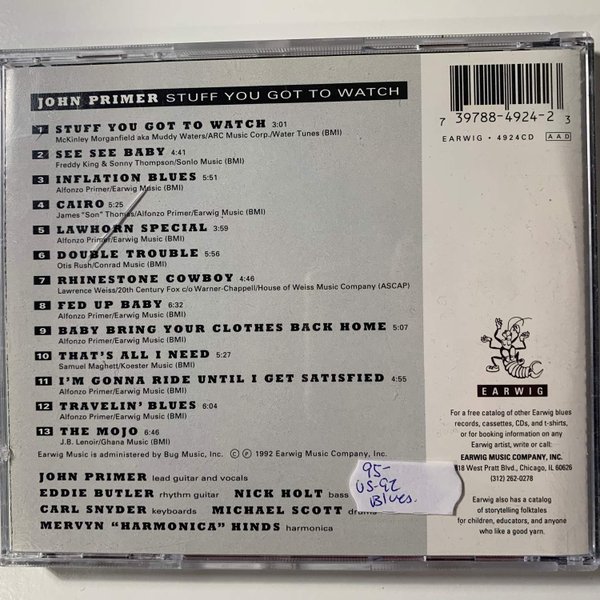 JOHN PRIMER STUFF YOU GOT TO WATCH
7 39788-4924-2 3
EARWIG • 4924CD AAD
1 STUFF YOU GOT TO WATCH 3:01
McKinley Morganfield aka Muddy Waters/ARC Music Corp./Water Tunes (BMI)
2 SEE SEE BABY 4:41
Freddy King & Sonny Thompson/Sonlo Music (BMI)
3 INFLATION BLUES 5:51
Alfonzo Primer/Earwig Music (BMI)
4 CAIRO 5:25
James "Son" Thomas/Alfonzo Primer/Earwig Music (BMI)
5 LAWHORN SPECIAL 3:59
Alfonzo Primer/Earwig Music (BMI)
6 DOUBLE TROUBLE 5:56
Otis Rush/Conrad Music (BMI)
7 RHINESTONE COWBOY 4:46
Lawrence Weiss/20th Century Fox c/o Warner-Chappell/House of Weiss Music Company (ASCAP)
8 FED UP BABY 6:32
Alfonzo Primer/Earwig Music (BMI)
9 BABY BRING YOUR CLOTHES BACK HOME 5:07
Alfonzo Primer/Earwig Music (BMI)
10 THAT'S ALL I NEED 5:27
Samuel Maghett/Koester Music (BMI)
11 I'M GONNA RIDE UNTIL I GET SATISFIED 4:55
Alfonzo Primer/Earwig Music (BMI)
12 TRAVELIN' BLUES 6:04
Alfonzo Primer/Earwig Music (BMI)
13 THE MOJO 6:46
J.B. Lenoir/Ghana Music (BMI)
Earwig Music is administered by Bug Music, Inc. © ℗ 1992 Earwig Music Company, Inc.
JOHN PRIMER lead guitar and vocals
EDDIE BUTLER rhythm guitar NICK HOLT bass
CARL SNYDER keyboards MICHAEL SCOTT drums
MERVYN "HARMONICA" HINDS harmonica
95-
US-92
Blues.
EARWIG
For a free catalog of other Earwig blues
records, cassettes, CDs, and t-shirts,
or for booking information on any
Earwig artist, write or call:
EARWIG MUSIC COMPANY, INC.
1818 West Pratt Blvd., Chicago, IL 60626
(312) 262-0278
Earwig also has a catalog
of storytelling folktales
for children, educators, and anyone
who likes a good yarn.